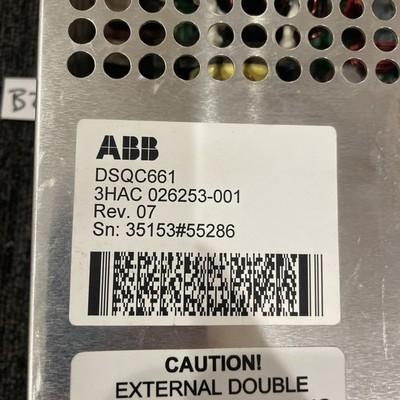 ABB
DSQC661
3HAC 026253-001
Rev. 07
Sn: 35153#55286
CAUTION!
EXTERNAL DOUBLE